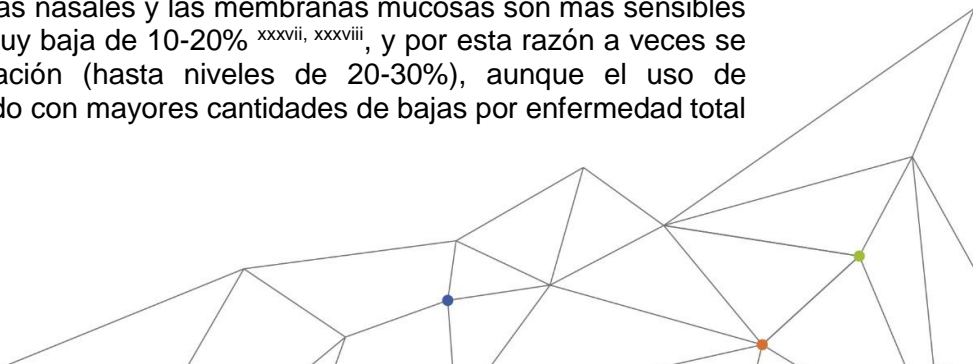 as nasales y las membranas mucosas son más sensibles
uy baja de 10-20% xxxvii, xxxviii, y por esta razón a veces se
ación (hasta niveles de 20-30%), aunque el uso de
do con mayores cantidades de bajas por enfermedad total